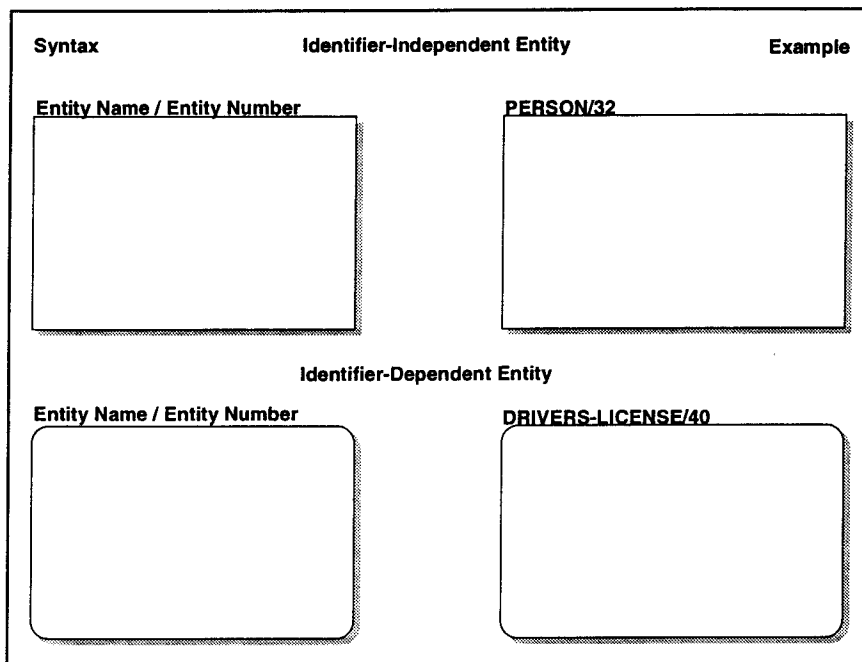 Syntax Identifier-Independent Entity Example
Entity Name / Entity Number PERSON/32
Identifier-Dependent Entity
Entity Name / Entity Number DRIVERS-LICENSE/40